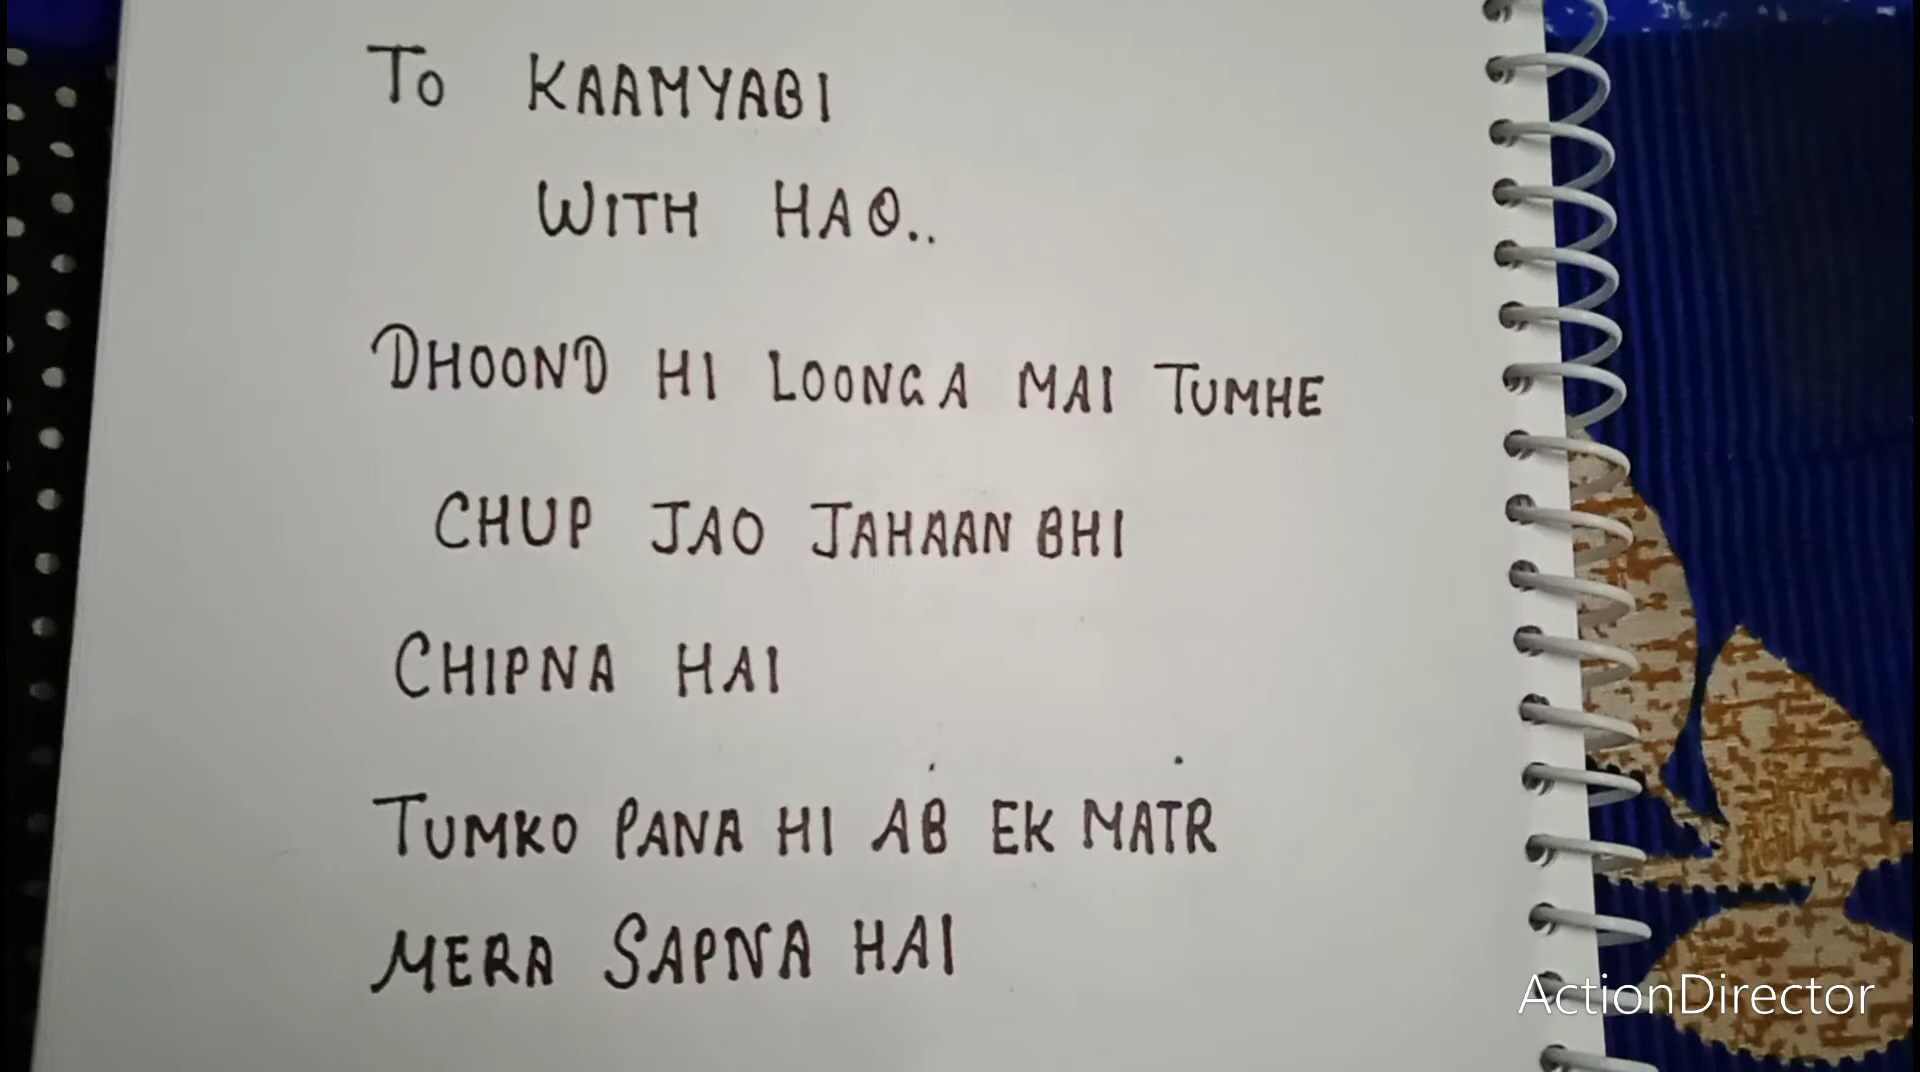 To KAAMYABI
WITH HAQ..
DHOOND HI LOONGA MAI TUMHE
CHUP JAO JAHAAN BHI
CHIPNA HAI
TUMKO PANA HI AB EK MATR
MERA SAPNA HAI
ActionDirector